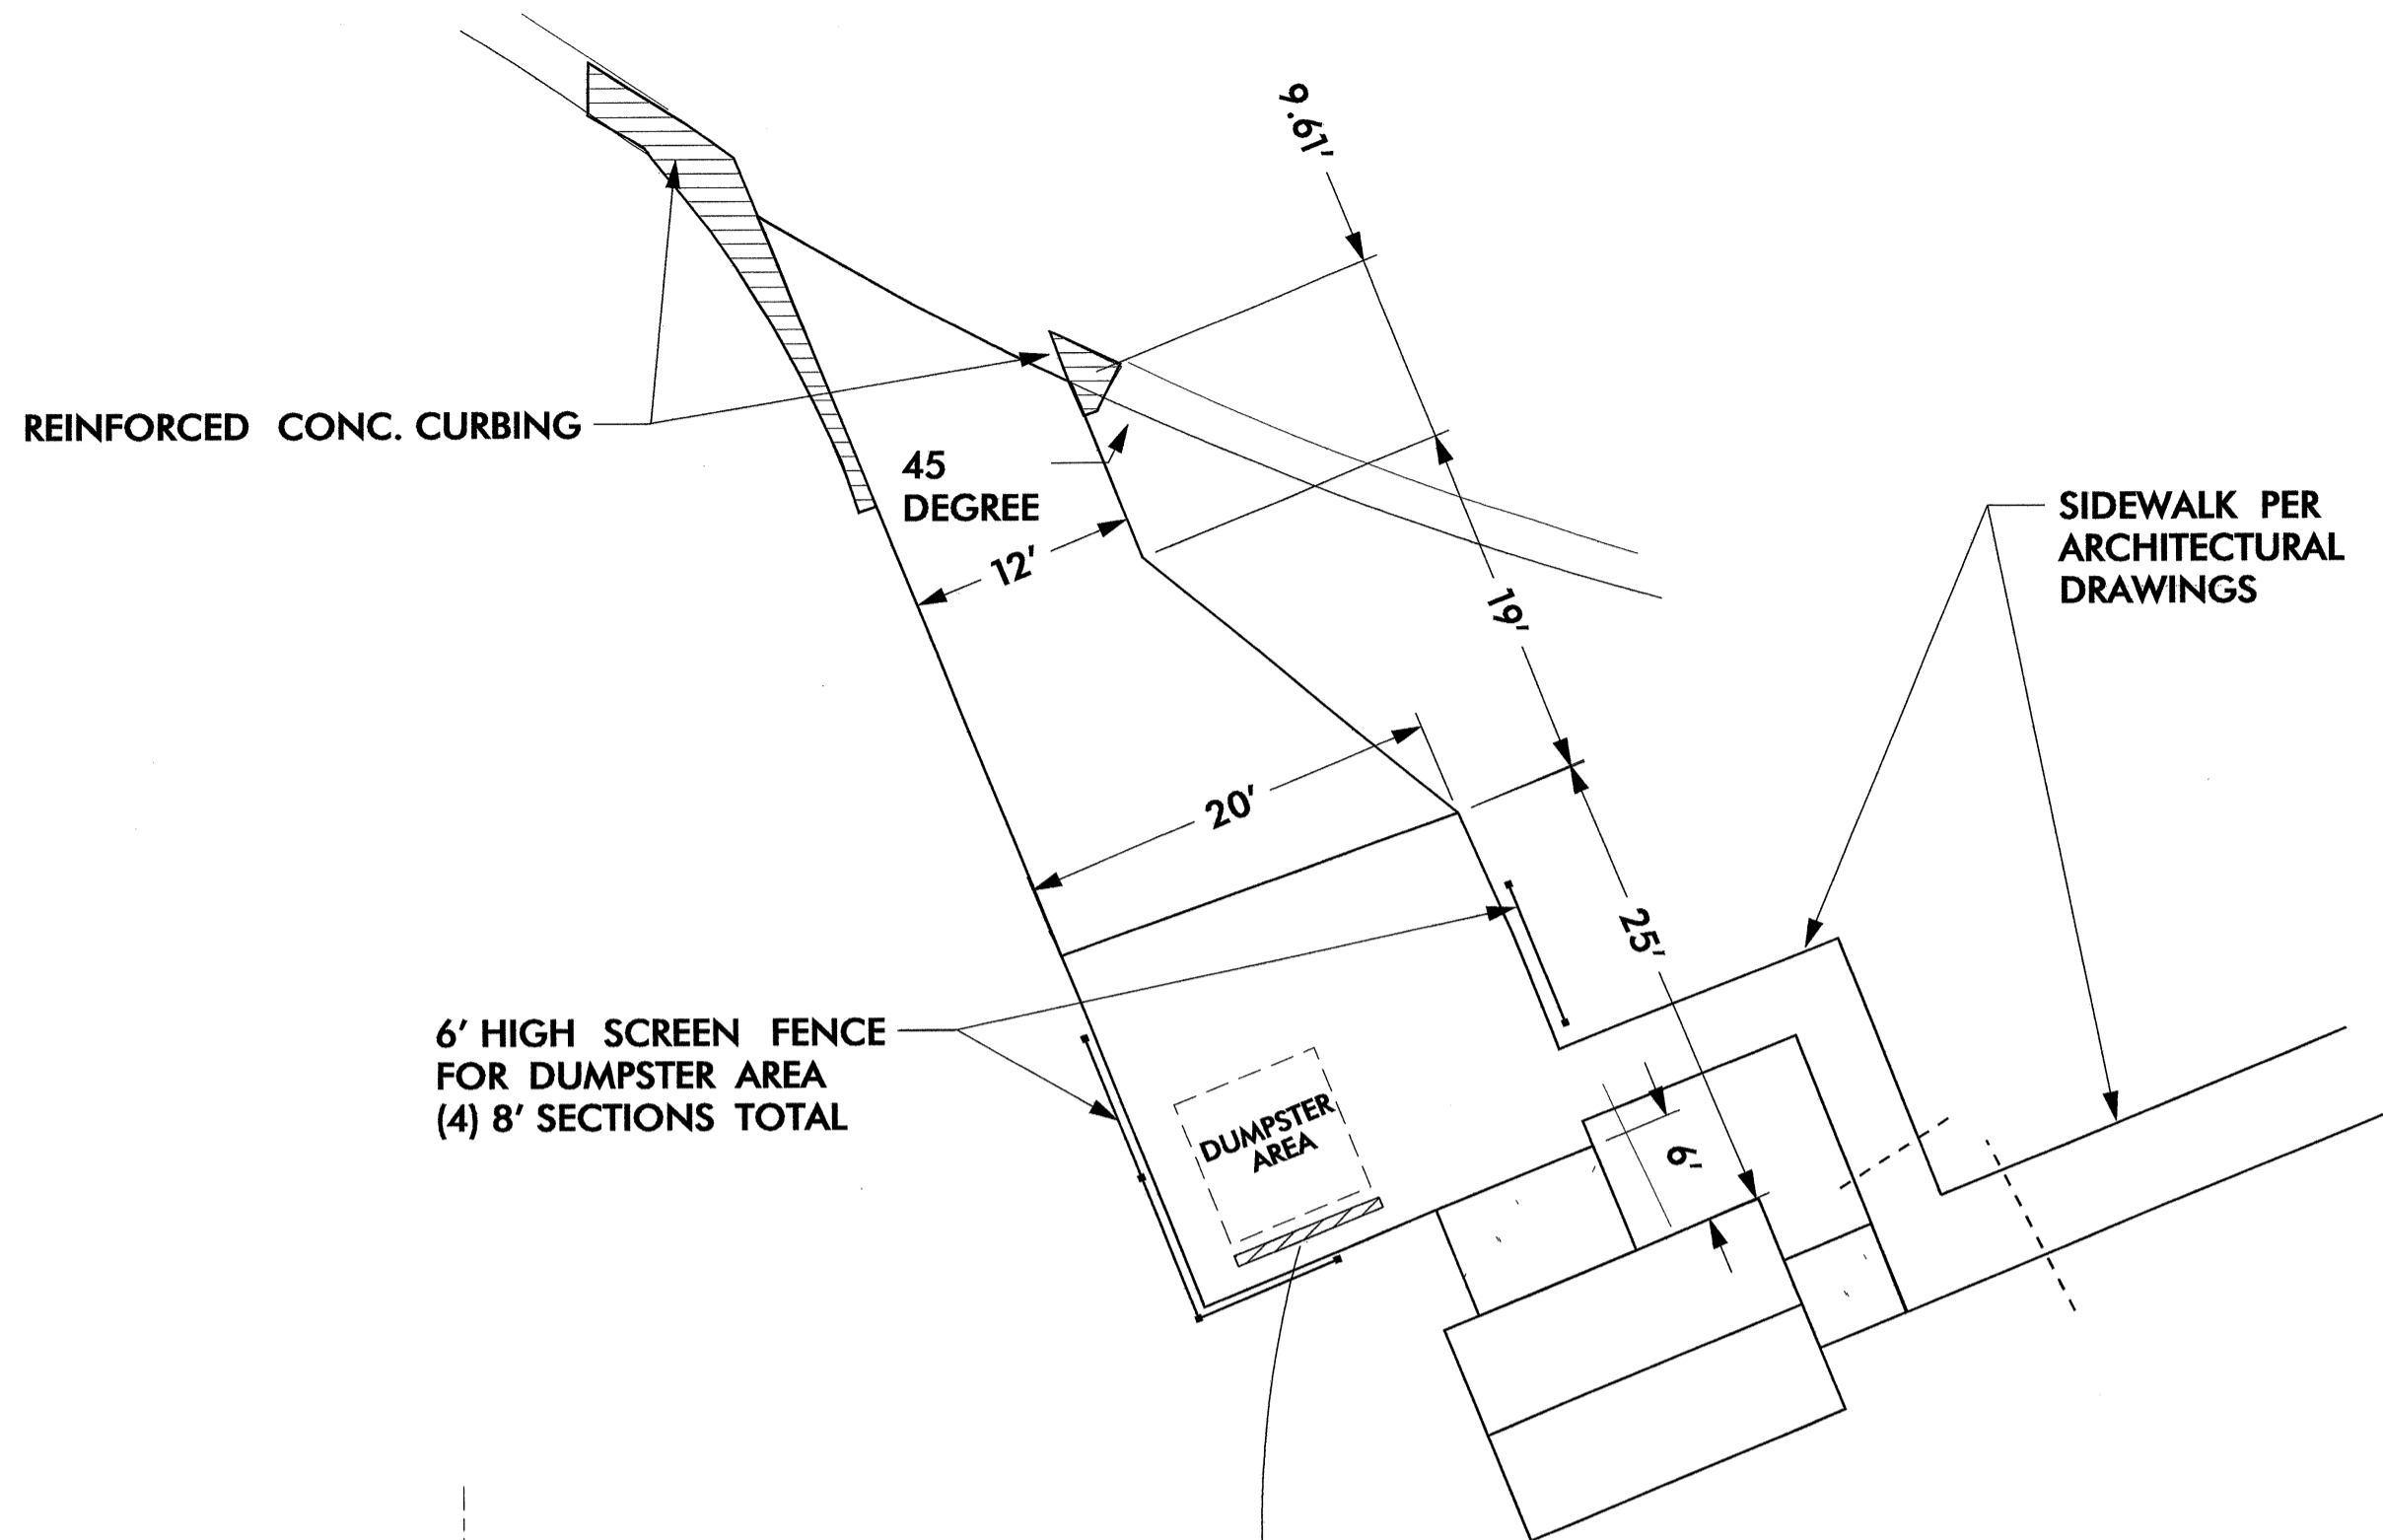 9.61'
REINFORCED CONC. CURBING
45
DEGREE
12'
SIDEWALK PER
ARCHITECTURAL
DRAWINGS
19'
20'
25'
6' HIGH SCREEN FENCE
FOR DUMPSTER AREA
(4) 8' SECTIONS TOTAL
DUMPSTER
AREA
6'